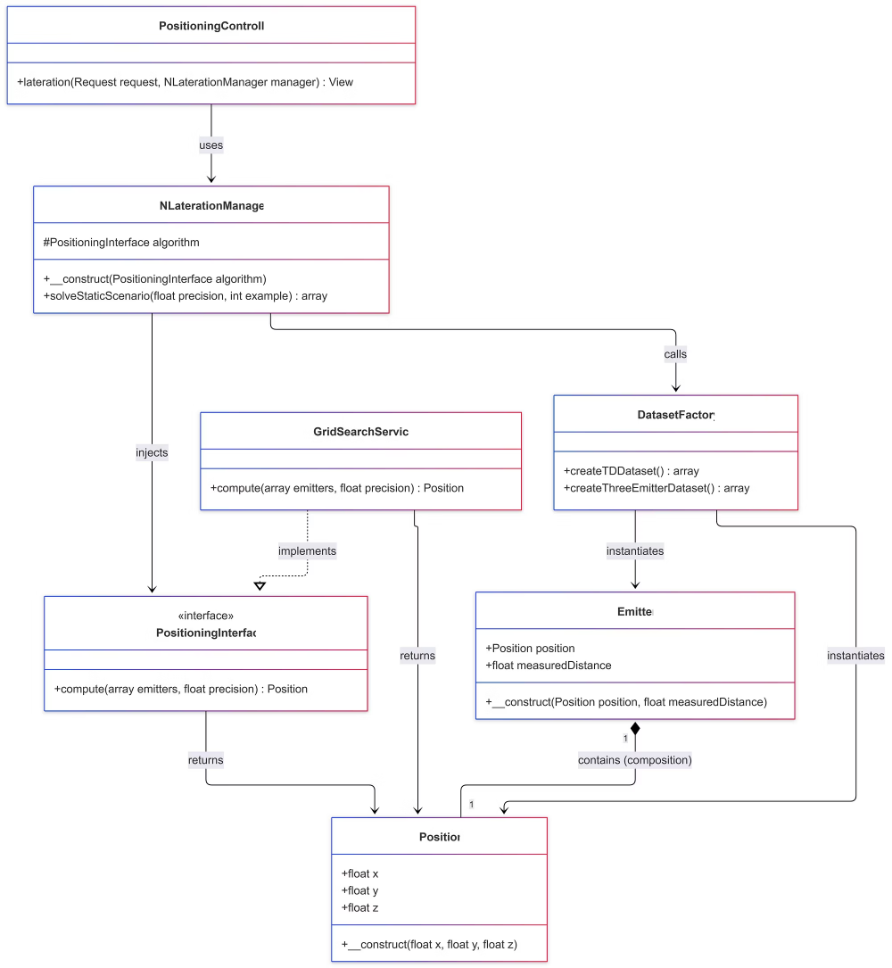 PositioningControll
+lateration(Request request, NLaterationManager manager) : View
uses
NLaterationManage
#PositioningInterface algorithm
+__construct(PositioningInterface algorithm)
+solveStaticScenario(float precision, int example) : array
calls
injects
GridSearchServic
+compute(array emitters, float precision) : Position
DatasetFactor
+createTDDataset() : array
+createThreeEmitterDataset() : array
implements
instantiates
«interface»
PositioningInterfac
+compute(array emitters, float precision) : Position
returns
Emitte
+Position position
+float measuredDistance
+__construct(Position position, float measuredDistance)
instantiates
returns
1
contains (composition)
1
Position
+float x
+float y
+float z
+__construct(float x, float y, float z)